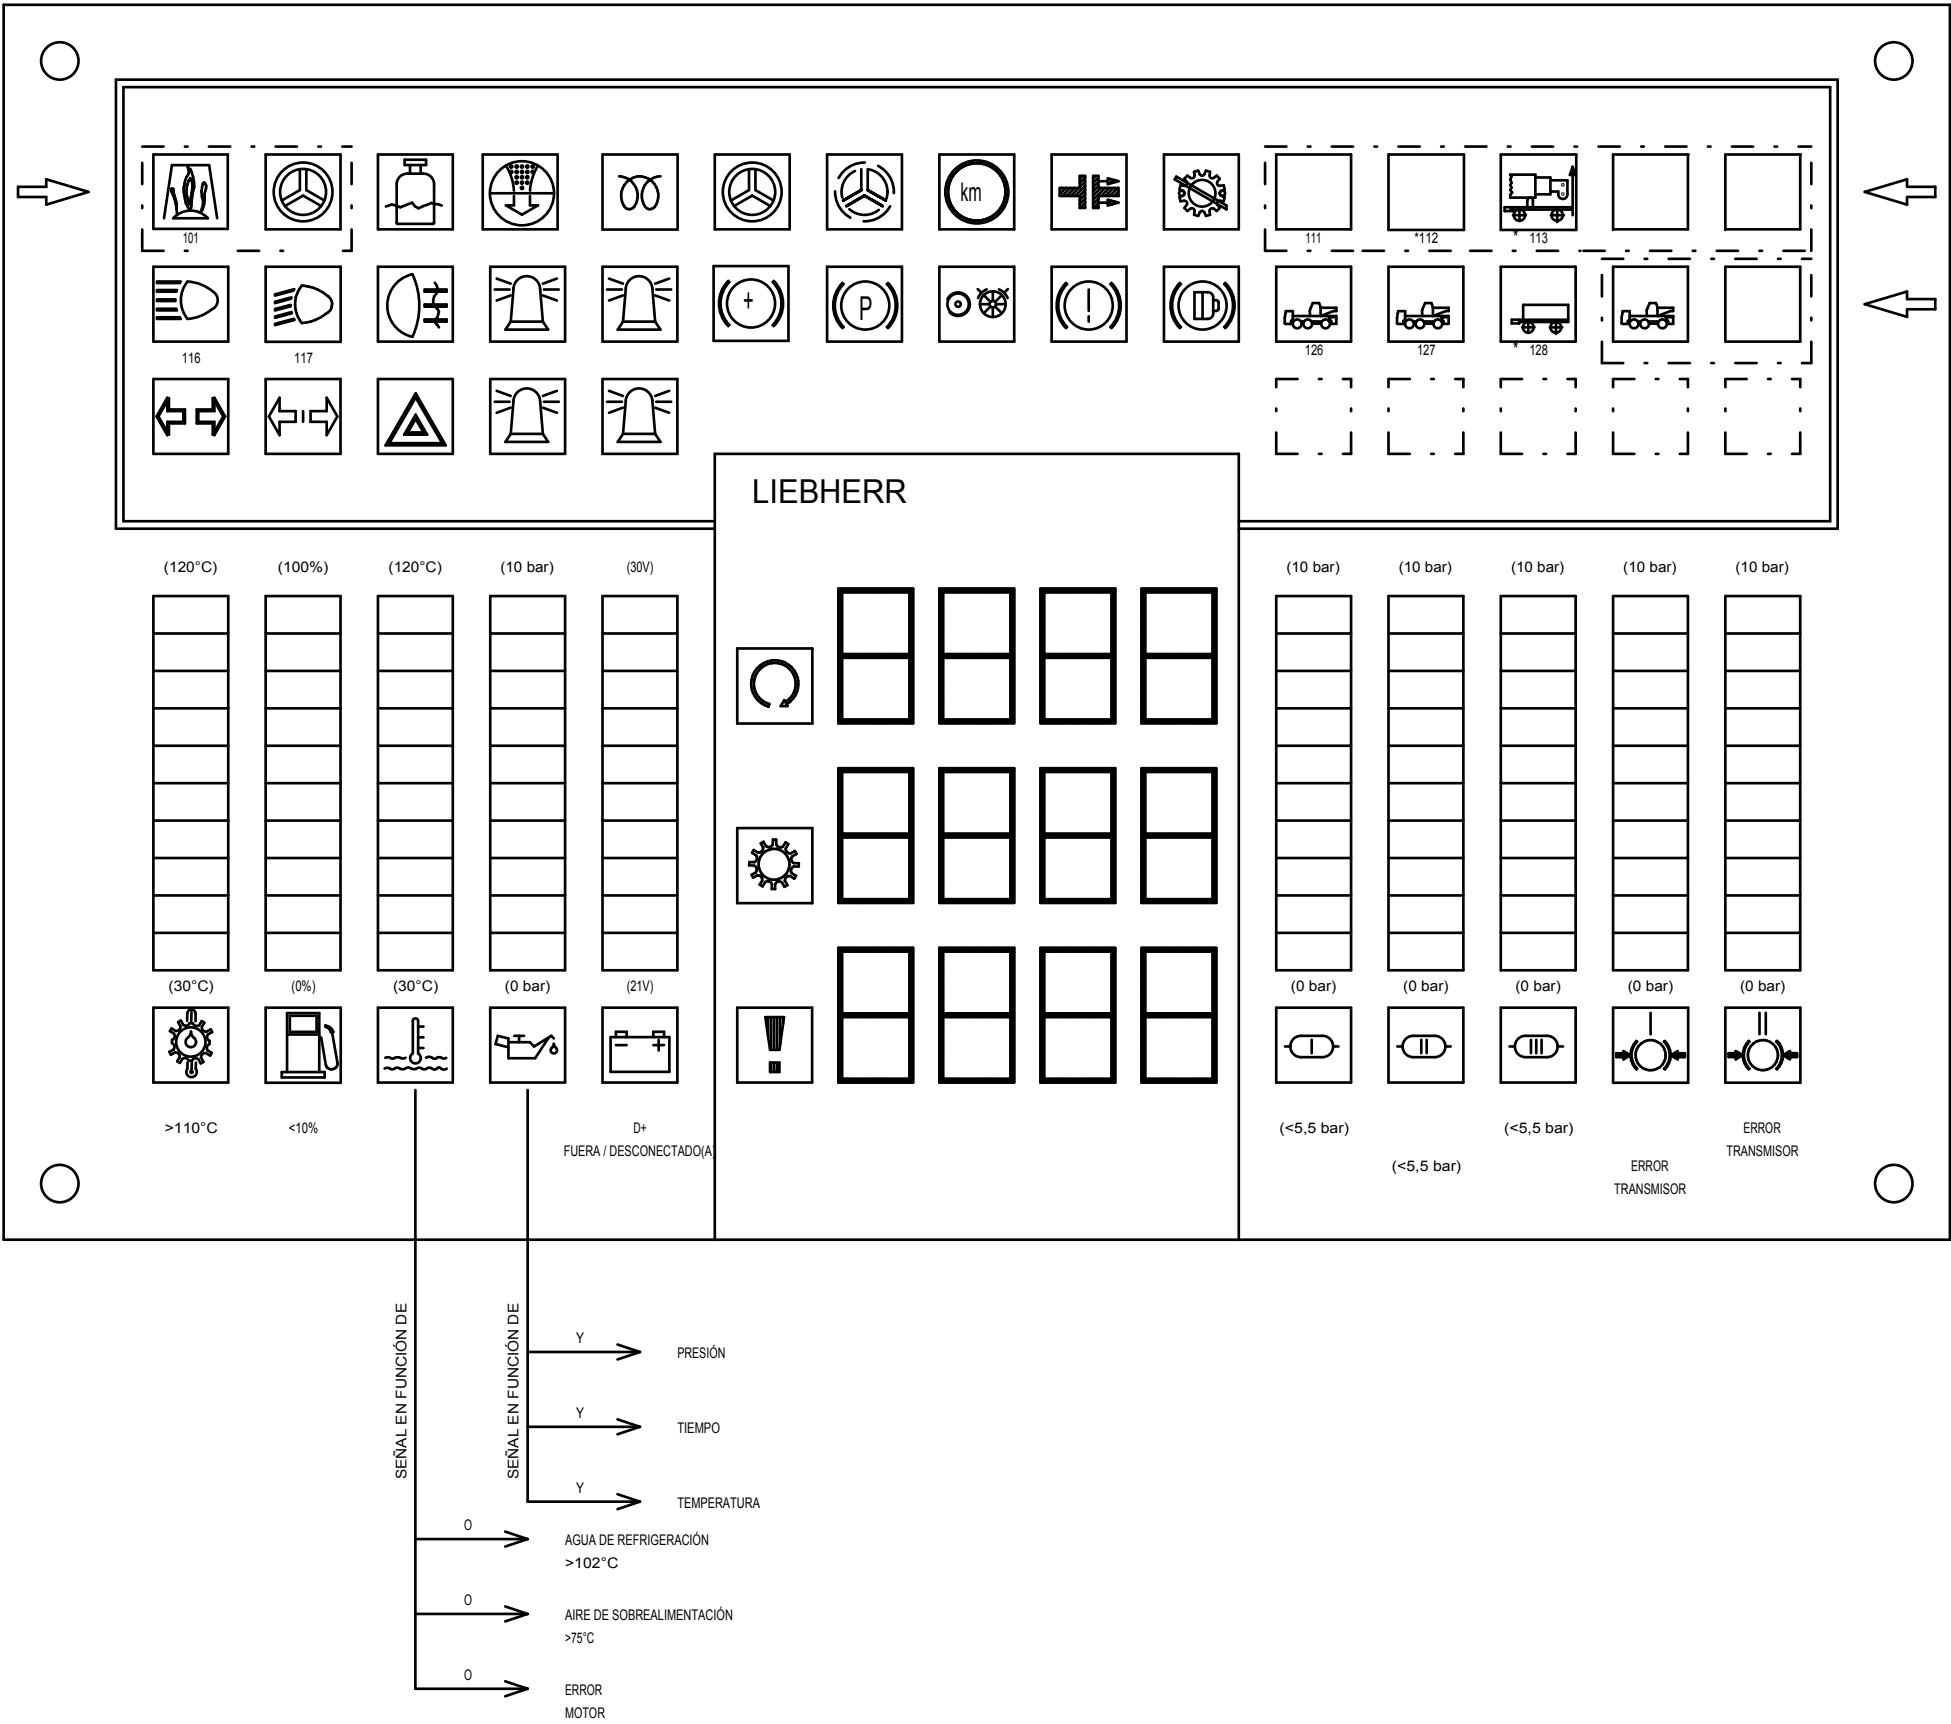 km
101
111
*112
* 113
+
P
!
D
116
117
126
127
* 128
LIEBHERR
(120°C)
(100%)
(120°C)
(10 bar)
(30V)
(10 bar)
(10 bar)
(10 bar)
(10 bar)
(10 bar)
(30°C)
(0%)
(30°C)
(0 bar)
(21V)
(0 bar)
(0 bar)
(0 bar)
(0 bar)
(0 bar)
- +
!
I
II
III
I
II
>110°C
<10%
D+
FUERA / DESCONECTADO(A)
(<5,5 bar)
(<5,5 bar)
(<5,5 bar)
ERROR
TRANSMISOR
ERROR
TRANSMISOR
SEÑAL EN FUNCIÓN DE
SEÑAL EN FUNCIÓN DE
Y
PRESIÓN
Y
TIEMPO
Y
TEMPERATURA
O
AGUA DE REFRIGERACIÓN
>102°C
O
AIRE DE SOBREALIMENTACIÓN
>75°C
O
ERROR
MOTOR